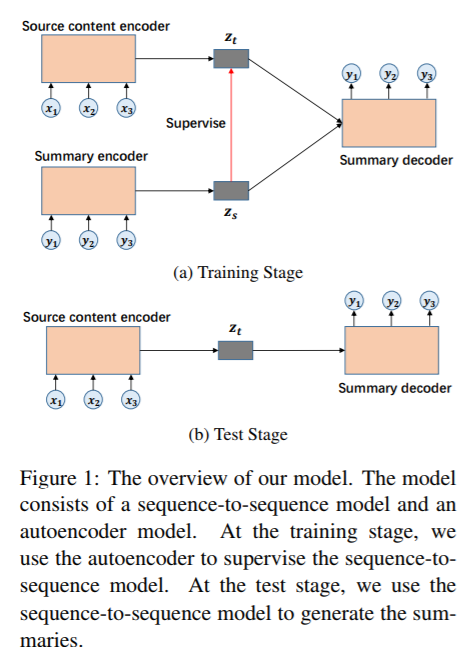 Source content encoder
z_t
x_1 x_2 x_3
y_1 y_2 y_3
Supervise
Summary decoder
Summary encoder
z_s
y_1 y_2 y_3
(a) Training Stage
Source content encoder
z_t
y_1 y_2 y_3
x_1 x_2 x_3
Summary decoder
(b) Test Stage
Figure 1: The overview of our model. The model
consists of a sequence-to-sequence model and an
autoencoder model. At the training stage, we
use the autoencoder to supervise the sequence-to-
sequence model. At the test stage, we use the
sequence-to-sequence model to generate the sum-
maries.